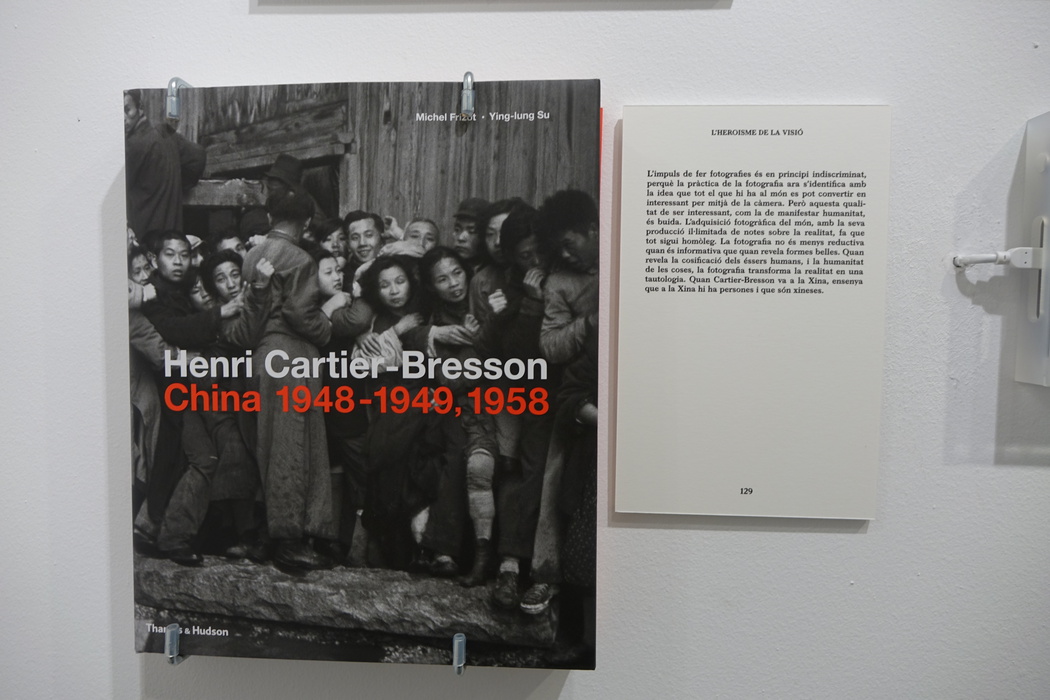 Michel Frizot • Ying-lung Su
Henri Cartier-Bresson
China 1948-1949, 1958
Thames & Hudson
L'HEROISME DE LA VISIÓ
L'impuls de fer fotografies és en principi indiscriminat,
perquè la pràctica de la fotografia ara s'identifica amb
la idea que tot el que hi ha al món es pot convertir en
interessant per mitjà de la càmera. Però aquesta quali-
tat de ser interessant, com la de manifestar humanitat,
és buida. L'adquisició fotogràfica del món, amb la seva
producció il·limitada de notes sobre la realitat, fa que
tot sigui homòleg. La fotografia no és menys reductiva
quan és informativa que quan revela formes belles. Quan
revela la cosificació dels éssers humans, i la humanitat
de les coses, la fotografia transforma la realitat en una
tautologia. Quan Cartier-Bresson va a la Xina, ensenya
que a la Xina hi ha persones i que són xineses.
129